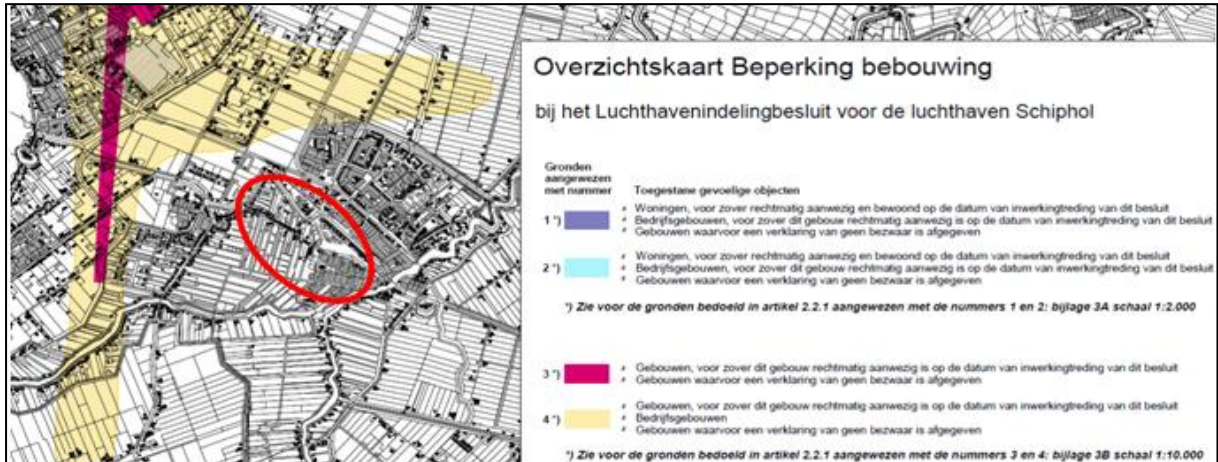 Overzichtskaart Beperking bebouwing
bij het Luchthavenindelingbesluit voor de luchthaven Schiphol
Gronden
aangewezen
met nummer
Toegestane gevoelige objecten
Woningen, voor zover rechtmatig aanwezig en bewoond op de datum van inwerkingtreding van dit besluit
1 *)
Bedrijfsgebouwen, voor zover dit gebouw rechtmatig aanwezig is op de datum van inwerkingtreding van dit besluit
Gebouwen waarvoor een verklaring van geen bezwaar is afgegeven
Woningen, voor zover rechtmatig aanwezig en bewoond op de datum van inwerkingtreding van dit besluit
2 *)
Bedrijfsgebouwen, voor zover dit gebouw rechtmatig aanwezig is op de datum van inwerkingtreding van dit besluit
Gebouwen waarvoor een verklaring van geen bezwaar is afgegeven
*) Zie voor de gronden bedoeld in artikel 2.2.1 aangewezen met de nummers 1 en 2: bijlage 3A schaal 1:2.000
3 *)
Gebouwen, voor zover dit gebouw rechtmatig aanwezig is op de datum van inwerkingtreding van dit besluit
Gebouwen waarvoor een verklaring van geen bezwaar is afgegeven
Gebouwen, voor zover dit gebouw rechtmatig aanwezig is op de datum van inwerkingtreding van dit besluit
4 *)
Bedrijfsgebouwen
Gebouwen waarvoor een verklaring van geen bezwaar is afgegeven
*) Zie voor de gronden bedoeld in artikel 2.2.1 aangewezen met de nummers 3 en 4: bijlage 3B schaal 1:10.000